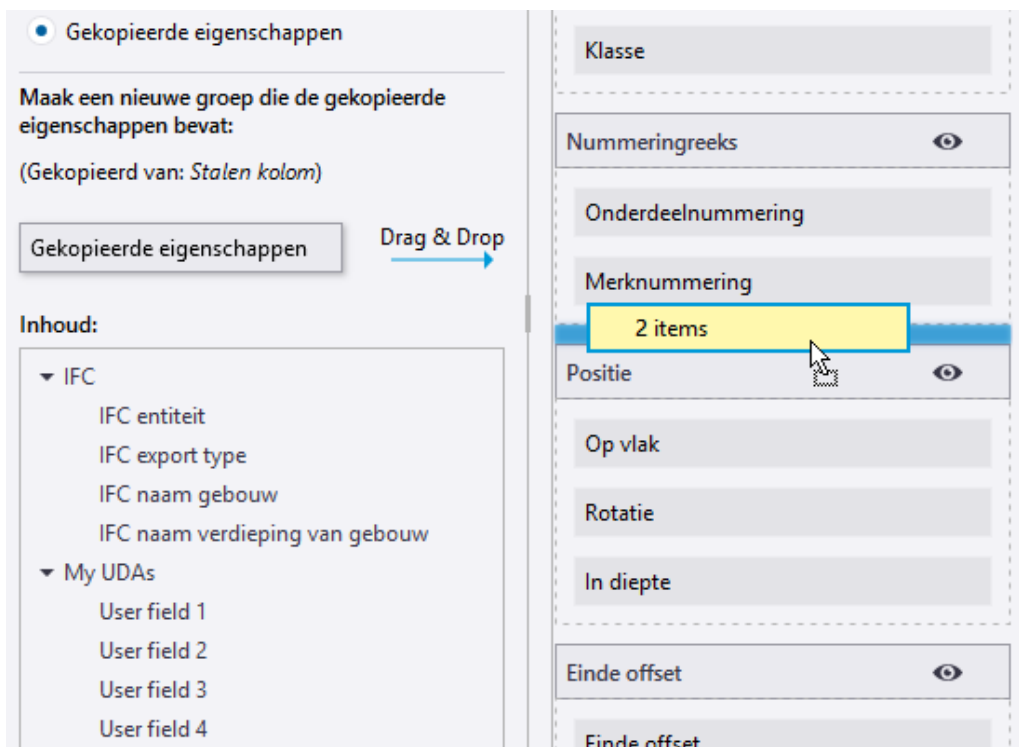 Gekopieerde eigenschappen
Maak een nieuwe groep die de gekopieerde
eigenschappen bevat:
(Gekopieerd van: Stalen kolom)
Gekopieerde eigenschappen
Drag & Drop
Inhoud:
IFC
IFC entiteit
IFC export type
IFC naam gebouw
IFC naam verdieping van gebouw
My UDAs
User field 1
User field 2
User field 3
User field 4
Klasse
Nummeringreeks
Onderdeelnummering
Merknummering
2 items
Positie
Op vlak
Rotatie
In diepte
Einde offset
Einde offset